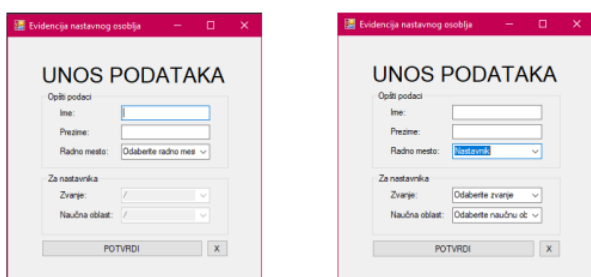 Evidencija nastavnog osoblja
UNOS PODATAKA
Opšti podaci
Ime:
Prezime:
Radno mesto: Odaberite radno mest
Za nastavnika
Zvanje: /
Naučna oblast: /
POTVRDI X
Evidencija nastavnog osoblja
UNOS PODATAKA
Opšti podaci
Ime:
Prezime:
Radno mesto: Nastavnik
Za nastavnika
Zvanje: Odaberite zvanje
Naučna oblast: Odaberite naučnu ob
POTVRDI X